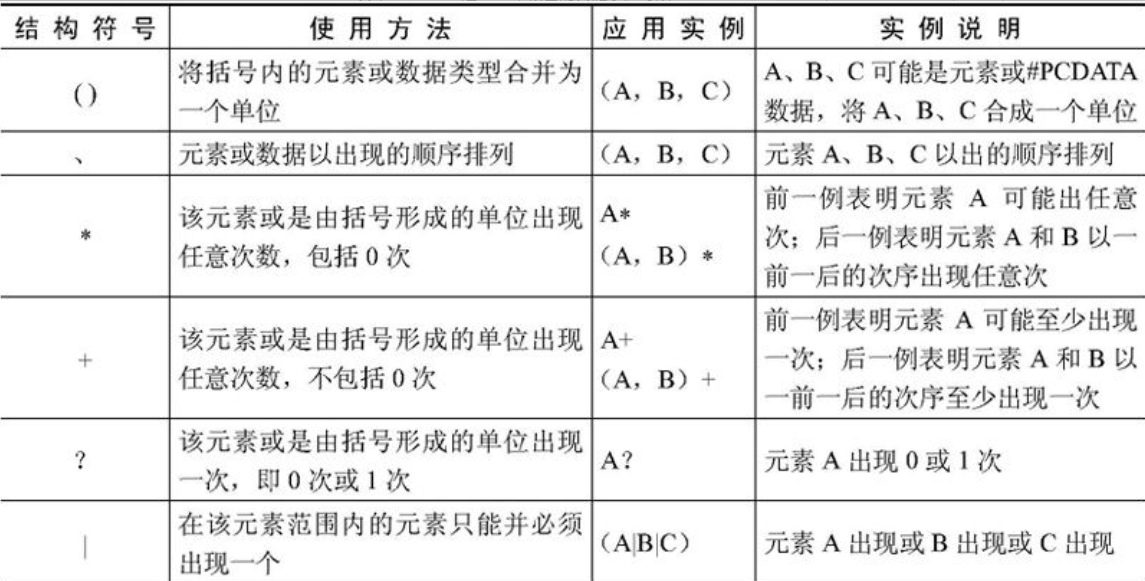 结构符号 使用方法 应用实例 实例说明
() 将括号内的元素或数据类型合并为 (A, B, C) A、B、C 可能是元素或#PCDATA
一个单位 数据，将 A、B、C 合成一个单位
、 元素或数据以出现的顺序排列 (A, B, C) 元素 A、B、C 以出的顺序排列
* 该元素或是由括号形成的单位出现 A* 前一例表明元素 A 可能出任意
任意次数，包括 0 次 (A, B) * 次；后一例表明元素 A 和 B 以一
前一后的次序出现任意次
+ 该元素或是由括号形成的单位出现 A+ 前一例表明元素 A 可能至少出现
任意次数，不包括 0 次 (A, B) + 一次；后一例表明元素 A 和 B 以
一前一后的次序至少出现一次
? 该元素或是由括号形成的单位出现 A? 元素 A 出现 0 或 1 次
一次，即 0 次或 1 次
| 在该元素范围内的元素只能并必须 (A|B|C) 元素 A 出现或 B 出现或 C 出现
出现一个